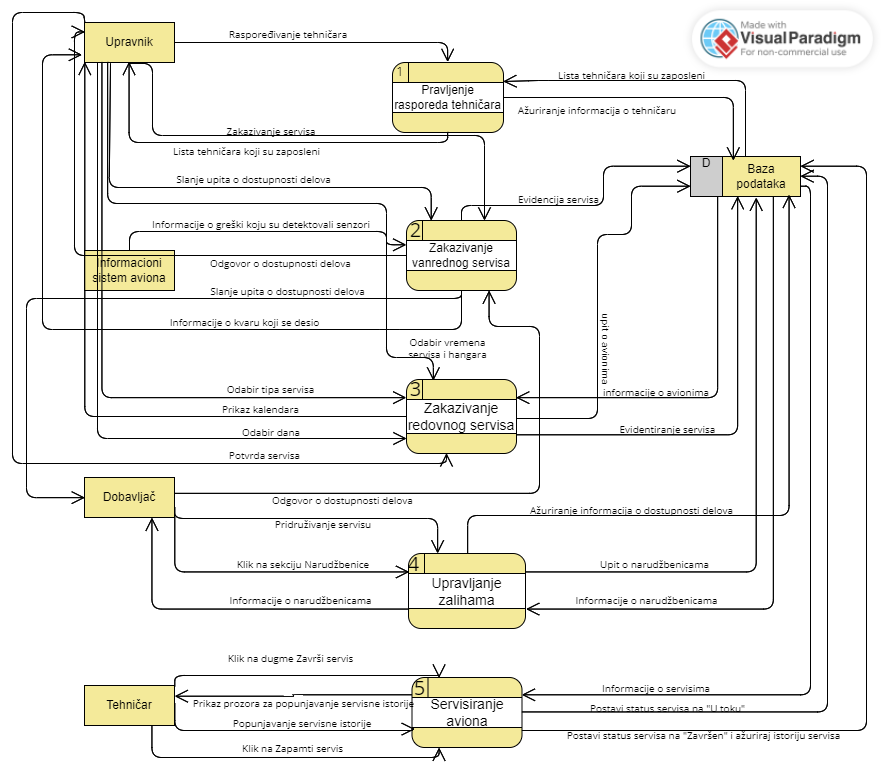 Made with
VisualParadigm
For non-commercial use
Upravnik
Raspoređivanje tehničara
1
Pravljenje
rasporeda tehničara
Lista tehničara koji su zaposleni
Ažuriranje informacija o tehničaru
Zakazivanje servisa
Lista tehničara koji su zaposleni
D
Baza
podataka
Slanje upita o dostupnosti delova
Evidencija servisa
Informacije o greški koju su detektovali senzori
2
Zakazivanje
vanrednog servisa
Informacioni
sistem aviona
Odgovor o dostupnosti delova
Slanje upita o dostupnosti delova
Informacije o kvaru koji se desio
Odabir vremena
servisa i hangara
upit o avionima
3
Zakazivanje
redovnog servisa
Odabir tipa servisa
informacije o avionima
Prikaz kalendara
Odabir dana
Evidentiranje servisa
Potvrda servisa
Dobavljač
Odgovor o dostupnosti delova
Ažuriranje informacija o dostupnosti delova
Pridruživanje servisu
4
Upravljanje
zalihama
Klik na sekciju Narudžbenice
Upit o narudžbenicama
Informacije o narudžbenicama
Informacije o narudžbenicama
Klik na dugme Završi servis
5
Servisiranje
aviona
Tehničar
Informacije o servisima
Prikaz prozora za popunjavanje servisne istorije
Postavi status servisa na "U toku"
Popunjavanje servisne istorije
Postavi status servisa na "Završen" i ažuriraj istoriju servisa
Klik na Zapamti servis